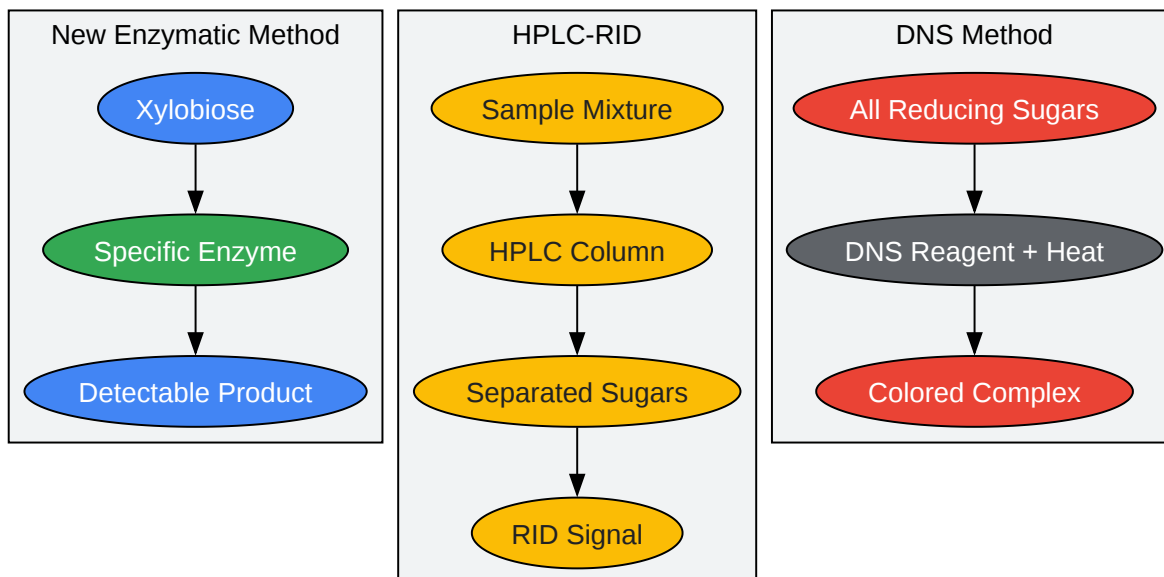 New Enzymatic Method
Xylobiose
Specific Enzyme
Detectable Product
HPLC-RID
Sample Mixture
HPLC Column
Separated Sugars
RID Signal
DNS Method
All Reducing Sugars
DNS Reagent + Heat
Colored Complex